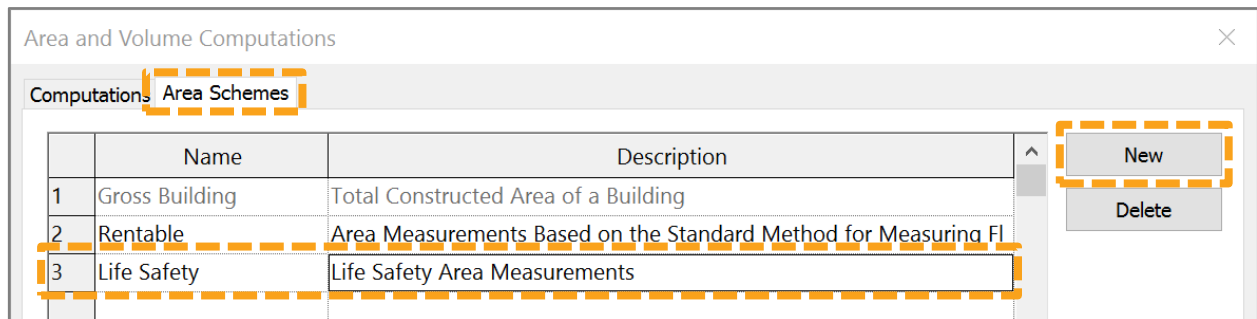 Area and Volume Computations
Computations Area Schemes
Name Description
New
1 Gross Building Total Constructed Area of a Building
Delete
2 Rentable Area Measurements Based on the Standard Method for Measuring Fl
3 Life Safety Life Safety Area Measurements